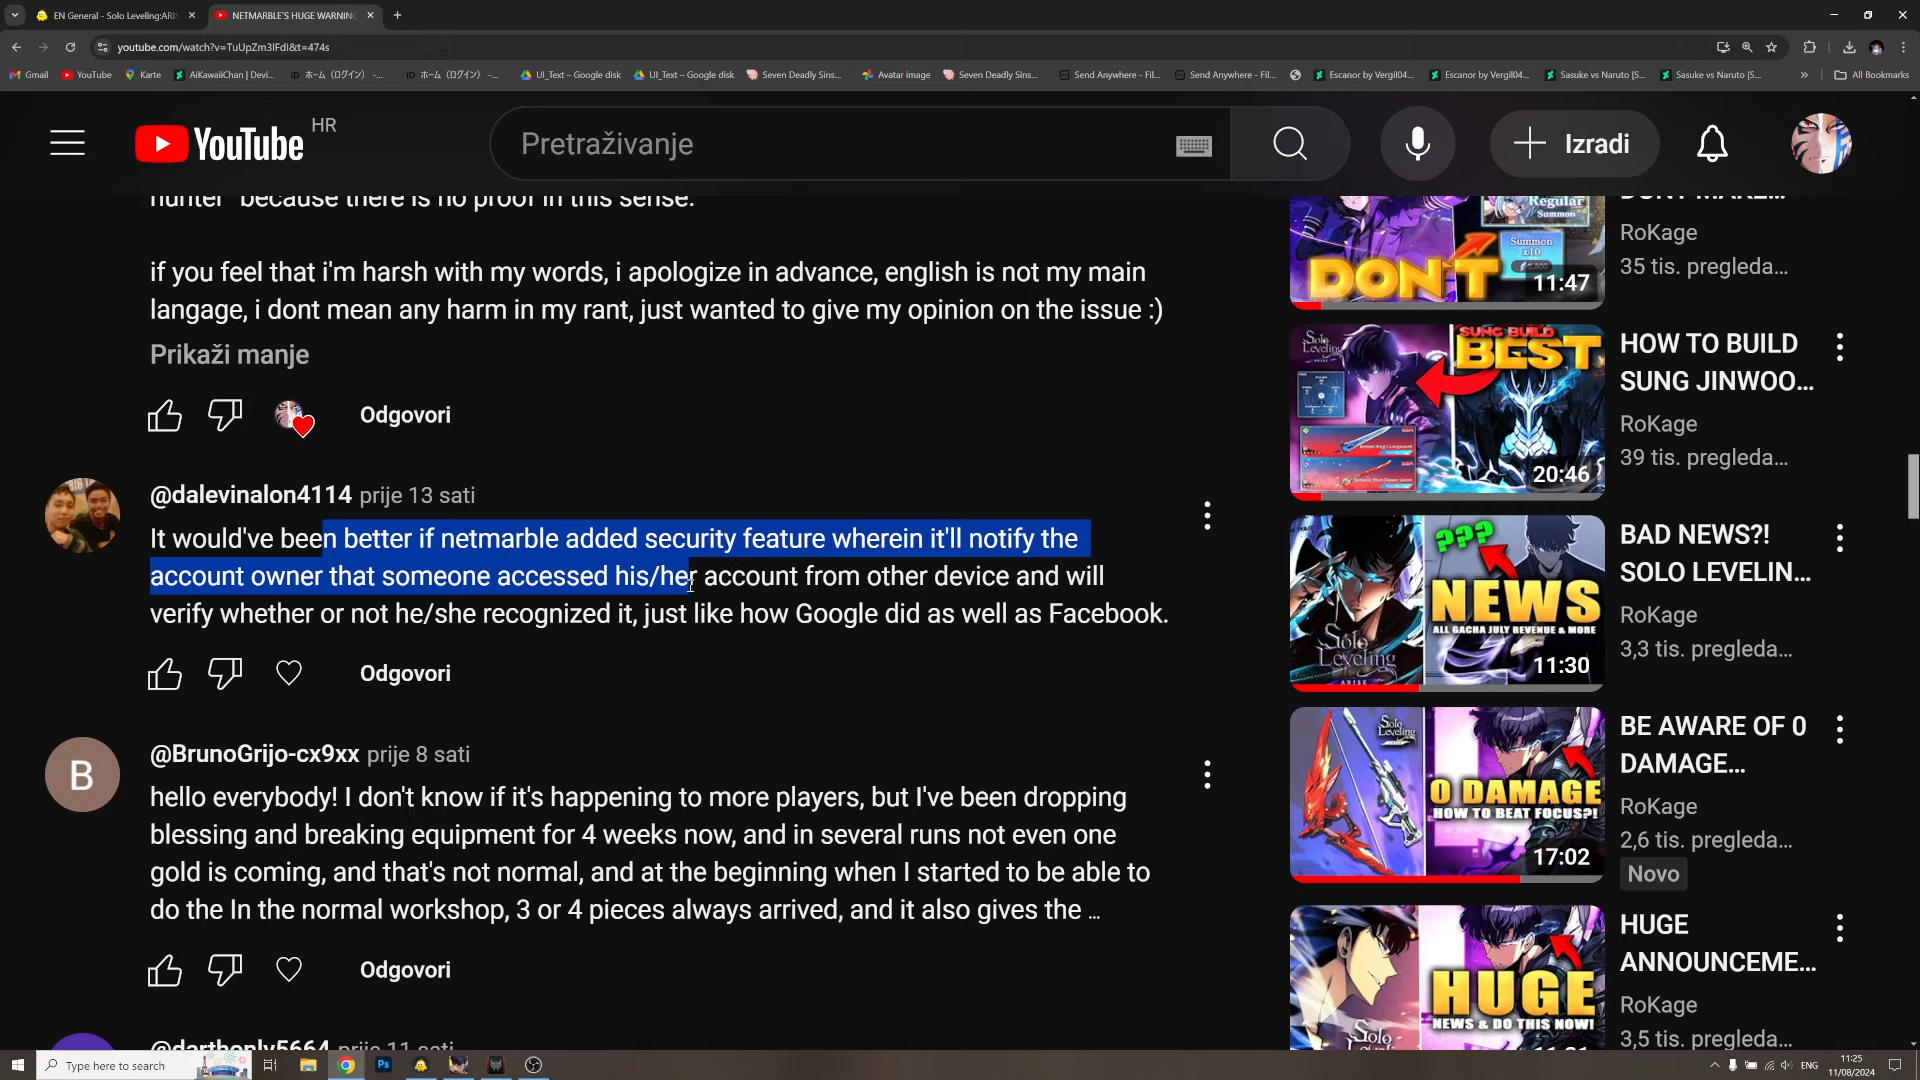 EN General - Solo Leveling:ARIS
NETMARBLE'S HUGE WARNING
youtube.com/watch?v=TuUpZm3IFdI&t=474s
Gmail
YouTube
Karte
AiKawaiiChan | Devi...
ホーム（ログイン） -...
ホーム（ログイン） -...
UI_Text – Google disk
UI_Text – Google disk
Seven Deadly Sins...
Avatar image
Seven Deadly Sins...
Send Anywhere - Fil...
Send Anywhere - Fil...
Escanor by Vergil04...
Escanor by Vergil04...
Sasuke vs Naruto [S...
Sasuke vs Naruto [S...
All Bookmarks
YouTube HR
Pretraživanje
Izradi
hunter" because there is no proof in this sense.
if you feel that i'm harsh with my words, i apologize in advance, english is not my main
langage, i dont mean any harm in my rant, just wanted to give my opinion on the issue :)
Prikaži manje
Odgovori
@dalevinalon4114 prije 13 sati
It would've been better if netmarble added security feature wherein it'll notify the
account owner that someone accessed his/her account from other device and will
verify whether or not he/she recognized it, just like how Google did as well as Facebook.
Odgovori
B
@BrunoGrijo-cx9xx prije 8 sati
hello everybody! I don't know if it's happening to more players, but I've been dropping
blessing and breaking equipment for 4 weeks now, and in several runs not even one
gold is coming, and that's not normal, and at the beginning when I started to be able to
do the In the normal workshop, 3 or 4 pieces always arrived, and it also gives the ...
Odgovori
@darthonly5664 prije 11 sati
Regular
Summon
Summon
x10
DON'T
11:47
DONT MAKE...
RoKage
35 tis. pregleda...
Solo
Leveling
SUNG BUILD
BEST
20:46
HOW TO BUILD
SUNG JINWOO...
RoKage
39 tis. pregleda...
???
NEWS
ALL GACHA JULY REVENUE & MORE
Solo
Leveling
ARISE
11:30
BAD NEWS?!
SOLO LEVELIN...
RoKage
3,3 tis. pregleda...
Solo
Leveling
0 DAMAGE
HOW TO BEAT FOCUS?!
17:02
BE AWARE OF 0
DAMAGE...
RoKage
2,6 tis. pregleda...
Novo
HUGE
NEWS & DO THIS NOW!
Solo
HUGE
ANNOUNCEME...
RoKage
3,5 tis. pregleda...
Type here to search
Ps
ENG
11:25
11/08/2024